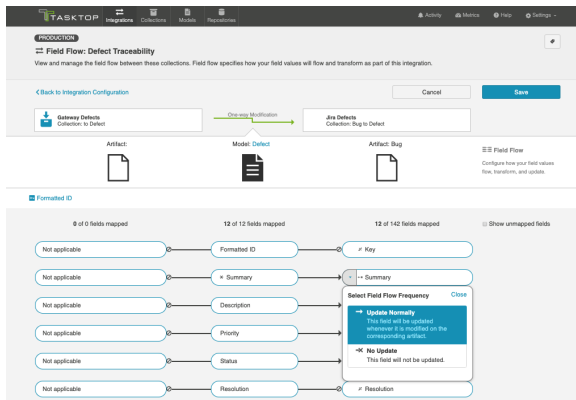 TASKTOP
Integrations
Collections
Models
Repositories
Activity
Metrics
Help
Settings
PRODUCTION
Field Flow: Defect Traceability
View and manage the field flow between these collections. Field flow specifies how your field values will flow and transform as part of this integration.
Back to Integration Configuration
Cancel
Save
Gateway Defects
Collection: to Defect
One-way Modification
Jira Defects
Collection: Bug to Defect
Artifact:
Model: Defect
Artifact: Bug
Field Flow
Configure how your field values
flow, transform, and update.
Formatted ID
0 of 0 fields mapped
12 of 12 fields mapped
12 of 142 fields mapped
Show unmapped fields
Not applicable
Formatted ID
Key
Not applicable
Summary
Summary
Not applicable
Description
Not applicable
Priority
Not applicable
Status
Not applicable
Resolution
Resolution
Select Field Flow Frequency
Close
Update Normally
This field will be updated
whenever it is modified on the
corresponding artifact.
No Update
This field will not be updated.